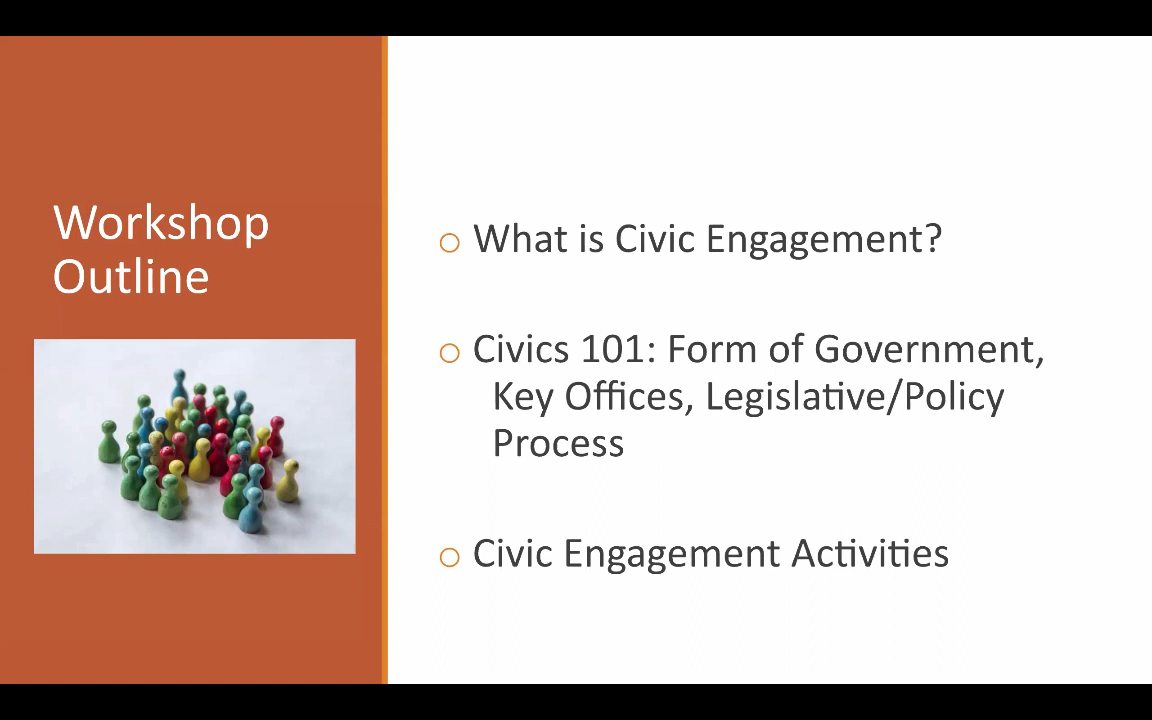 Workshop
Outline
o What is Civic Engagement?
o Civics 101: Form of Government,
Key Offices, Legislative/Policy
Process
o Civic Engagement Activities